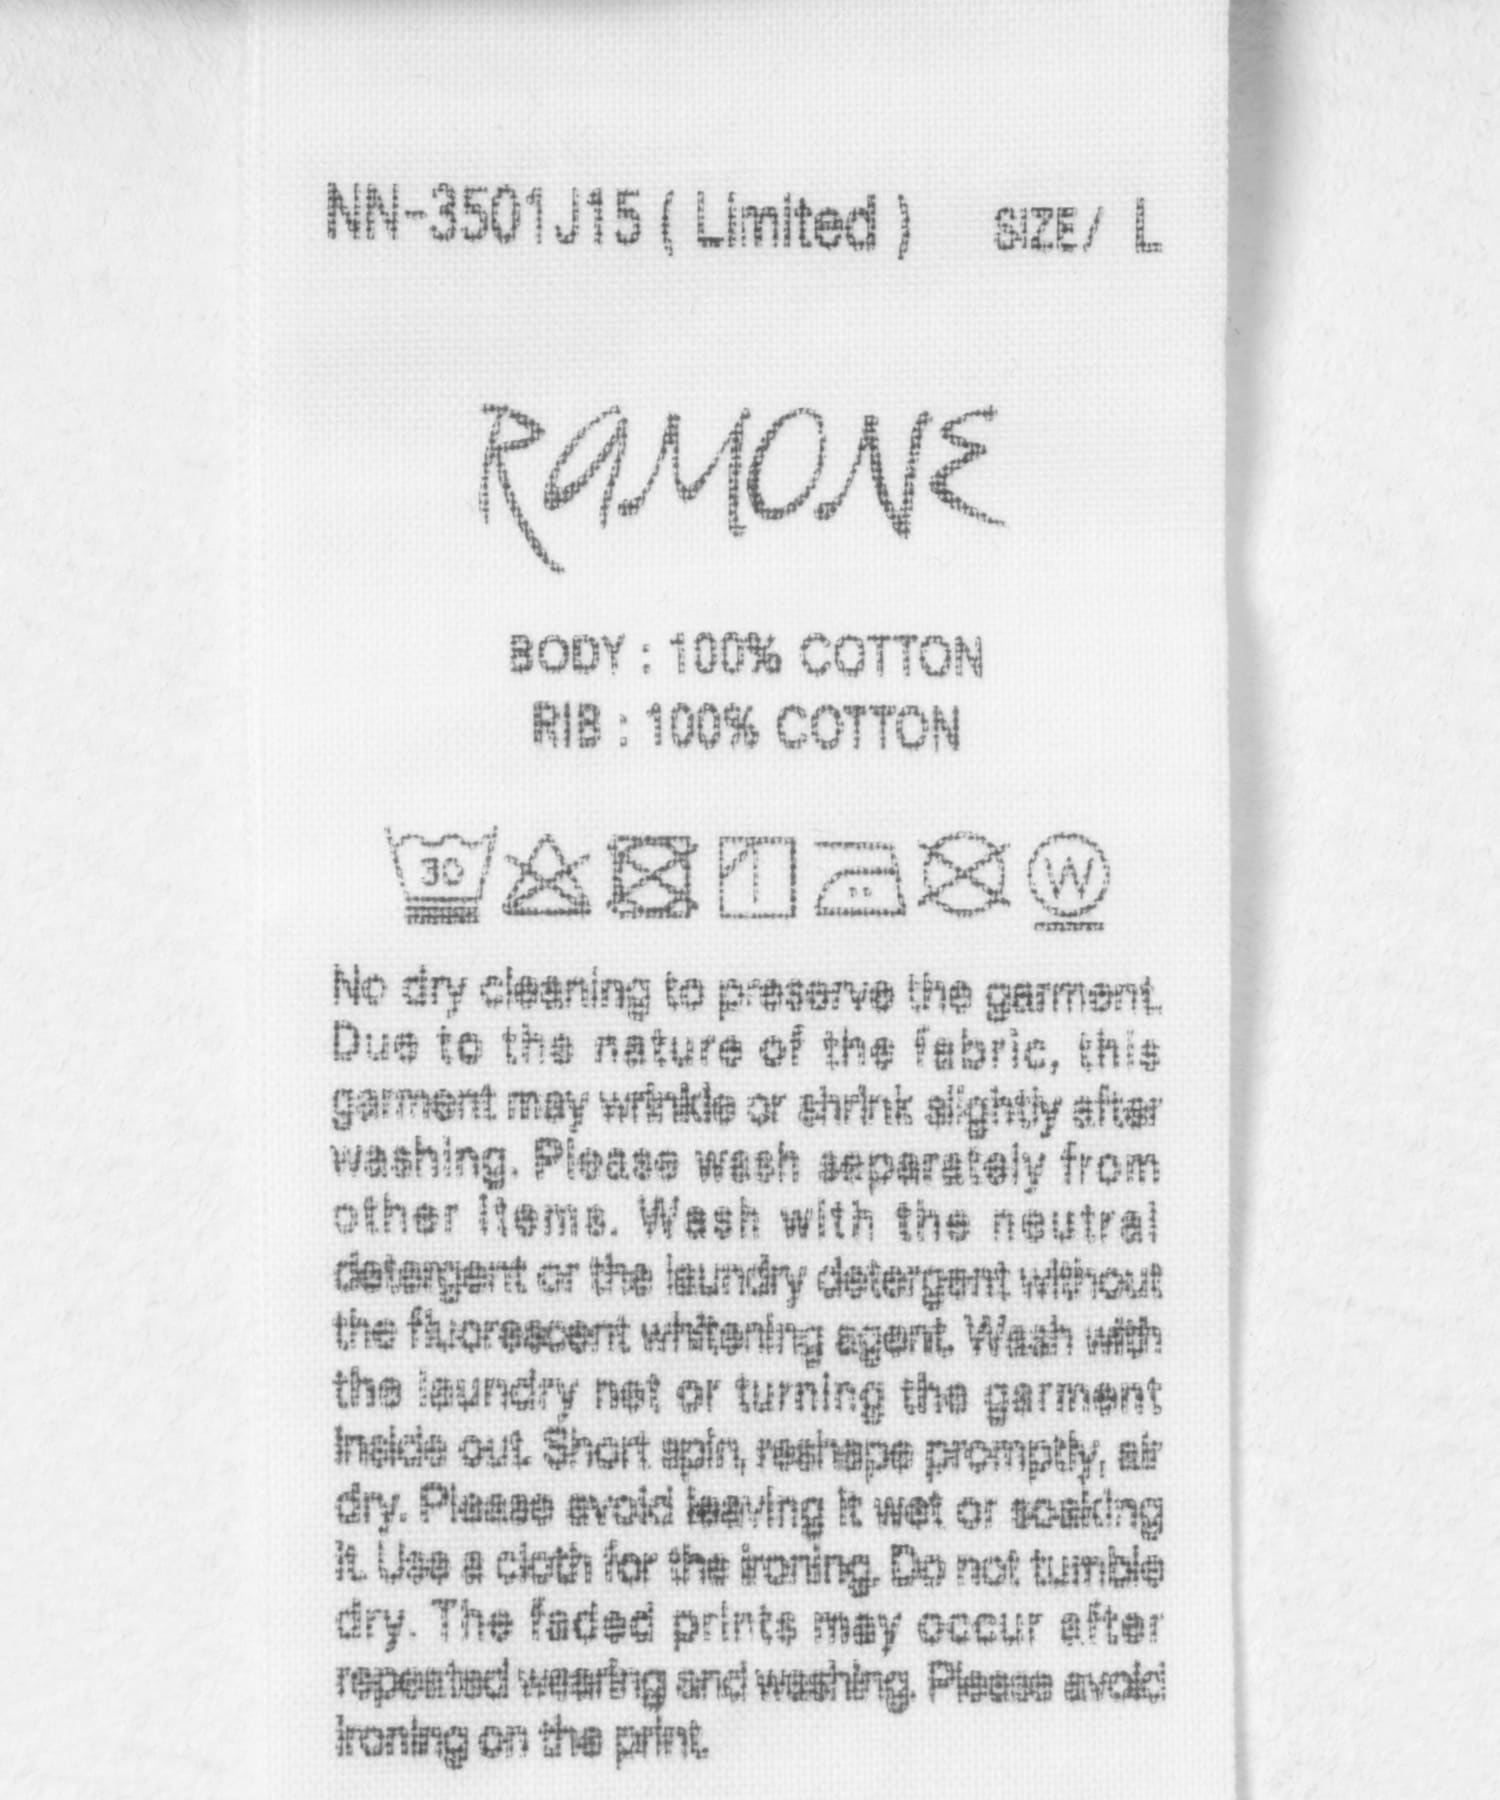 NN-3501J15 ( Limited ) SIZE/ L
RAMONE
BODY : 100% COTTON
RIB : 100% COTTON
30 W
No dry cleaning to preserve the garment.
Due to the nature of the fabric, this
garment may wrinkle or shrink slightly after
washing. Please wash separately from
other items. Wash with the neutral
detergent or the laundry detergent without
the fluorescent whitening agent. Wash with
the laundry net or turning the garment
inside out. Short spin, reshape promptly, air
dry. Please avoid leaving it wet or soaking
it. Use a cloth for the ironing. Do not tumble
dry. The faded prints may occur after
repeated wearing and washing. Please avoid
ironing on the print.